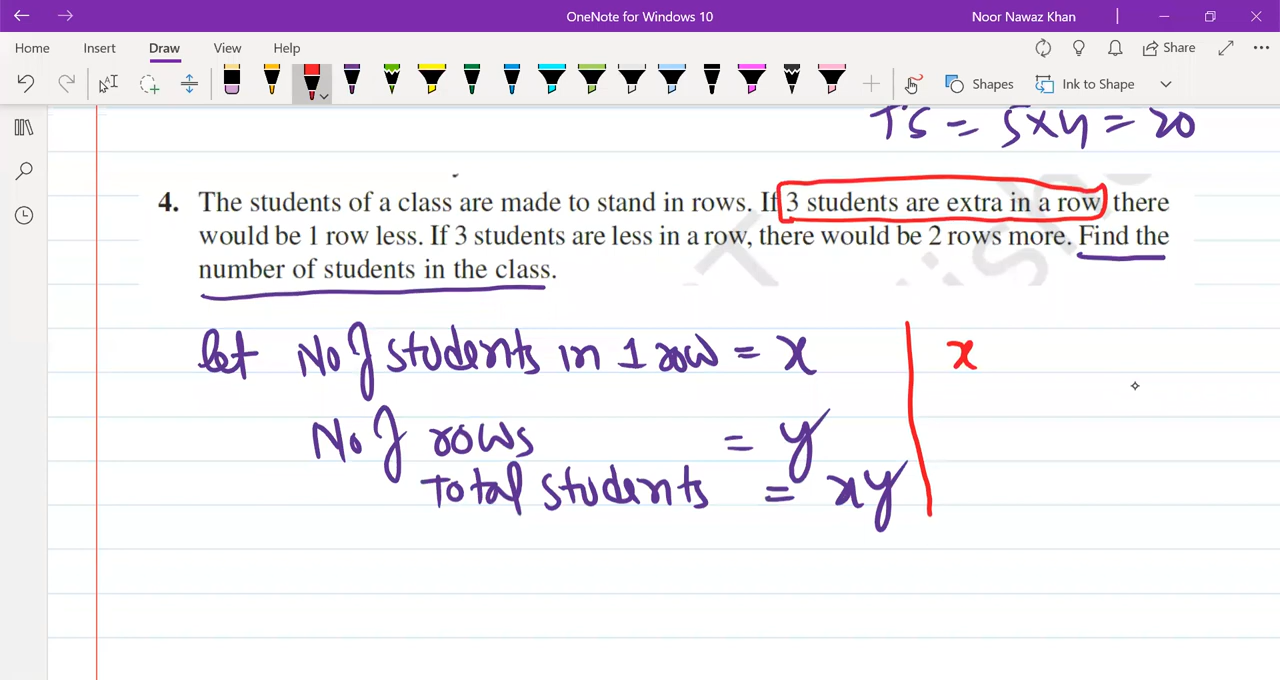 OneNote for Windows 10
Noor Nawaz Khan
Home Insert Draw View Help
Share
Shapes
Ink to Shape
TS = 5×4 = 20
4. The students of a class are made to stand in rows. If 3 students are extra in a row, there
would be 1 row less. If 3 students are less in a row, there would be 2 rows more. Find the
number of students in the class.
let No of students in 1 row = x
x
No of rows = y
Total students = xy